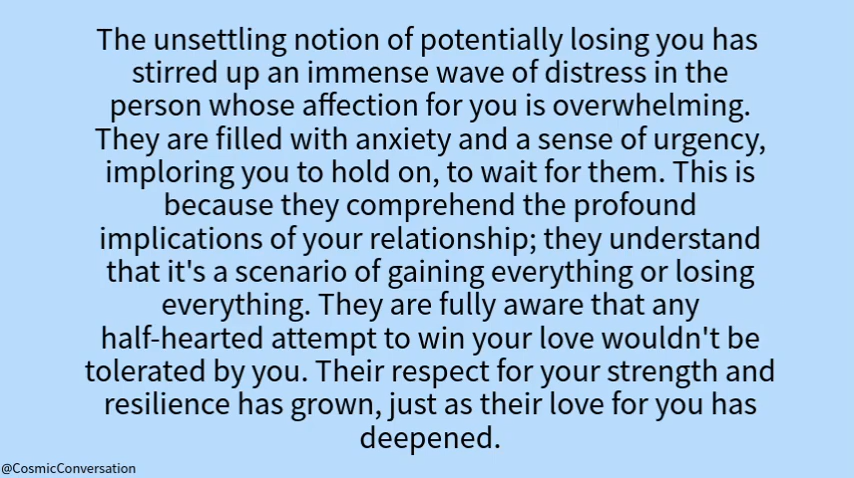 The unsettling notion of potentially losing you has
stirred up an immense wave of distress in the
person whose affection for you is overwhelming.
They are filled with anxiety and a sense of urgency,
imploring you to hold on, to wait for them. This is
because they comprehend the profound
implications of your relationship; they understand
that it's a scenario of gaining everything or losing
everything. They are fully aware that any
half-hearted attempt to win your love wouldn't be
tolerated by you. Their respect for your strength and
resilience has grown, just as their love for you has
deepened.
@CosmicConversation